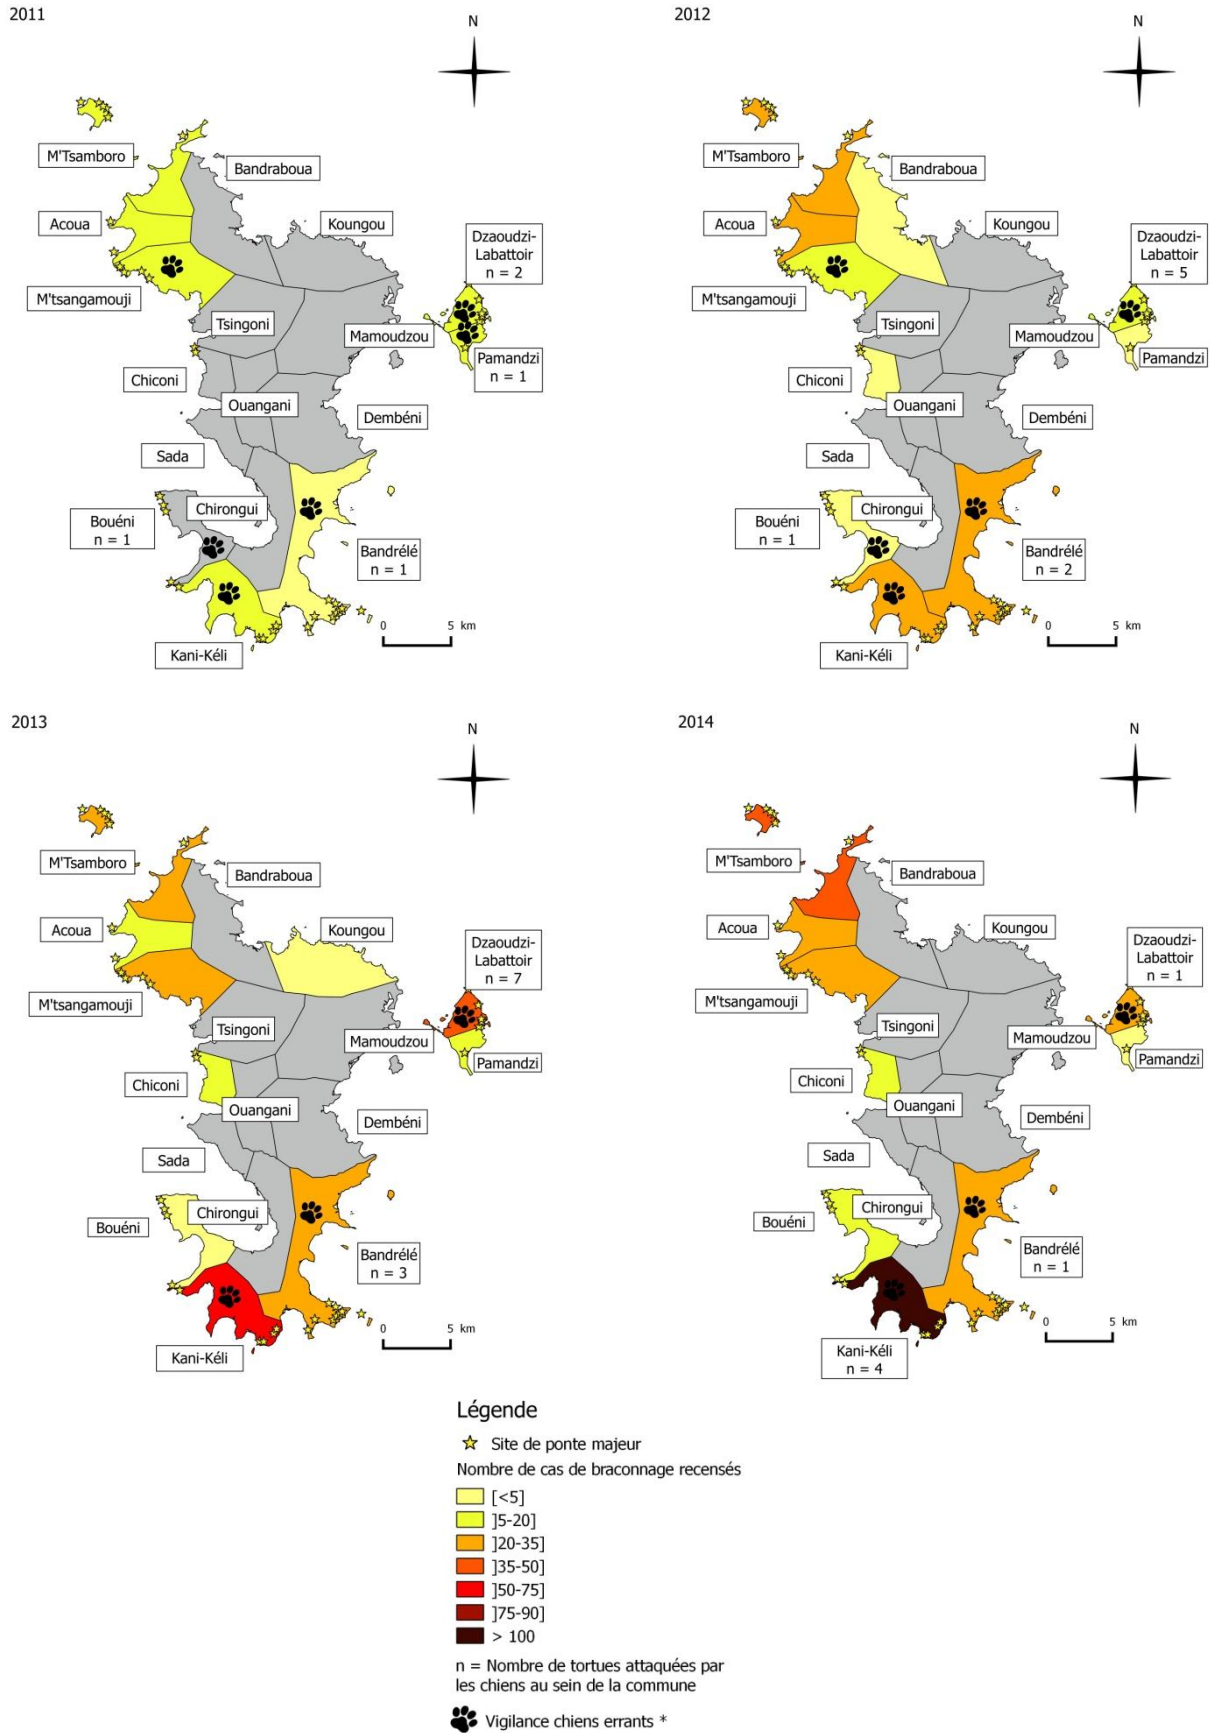 2011
N
M'Tsamboro
Bandraboua
Acoua
Koungou
Dzaoudzi-
Labattoir
n = 2
M'tsangamouji
Tsingoni
Mamoudzou
Pamandzi
n = 1
Chiconi
Ouangani
Dembéni
Sada
Chirongui
Bouéni
n = 1
Bandrélé
n = 1
Kani-Kéli
0 5 km
2012
N
M'Tsamboro
Bandraboua
Acoua
Koungou
Dzaoudzi-
Labattoir
n = 5
M'tsangamouji
Tsingoni
Mamoudzou
Pamandzi
Chiconi
Ouangani
Dembéni
Sada
Chirongui
Bouéni
n = 1
Bandrélé
n = 2
Kani-Kéli
0 5 km
2013
N
M'Tsamboro
Bandraboua
Acoua
Koungou
Dzaoudzi-
Labattoir
n = 7
M'tsangamouji
Tsingoni
Mamoudzou
Pamandzi
Chiconi
Ouangani
Dembéni
Sada
Chirongui
Bouéni
Bandrélé
n = 3
Kani-Kéli
0 5 km
2014
N
M'Tsamboro
Bandraboua
Acoua
Koungou
Dzaoudzi-
Labattoir
n = 1
M'tsangamouji
Tsingoni
Mamoudzou
Pamandzi
Chiconi
Ouangani
Dembéni
Sada
Chirongui
Bouéni
Bandrélé
n = 1
Kani-Kéli
n = 4
0 5 km
Légende
Site de ponte majeur
Nombre de cas de braconnage recensés
[<5]
]5-20]
]20-35]
]35-50]
]50-75]
]75-90]
> 100
n = Nombre de tortues attaquées par
les chiens au sein de la commune
Vigilance chiens errants *